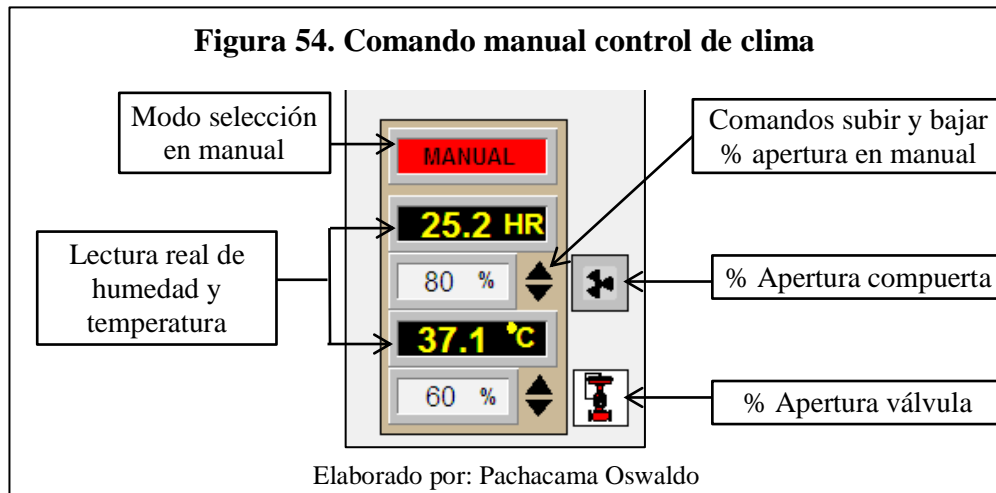 Figura 54. Comando manual control de clima
Modo selección
en manual
MANUAL
Comandos subir y bajar
% apertura en manual
Lectura real de
humedad y
temperatura
25.2 HR
80 %
% Apertura compuerta
37.1 °C
60 %
% Apertura válvula
Elaborado por: Pachacama Oswaldo